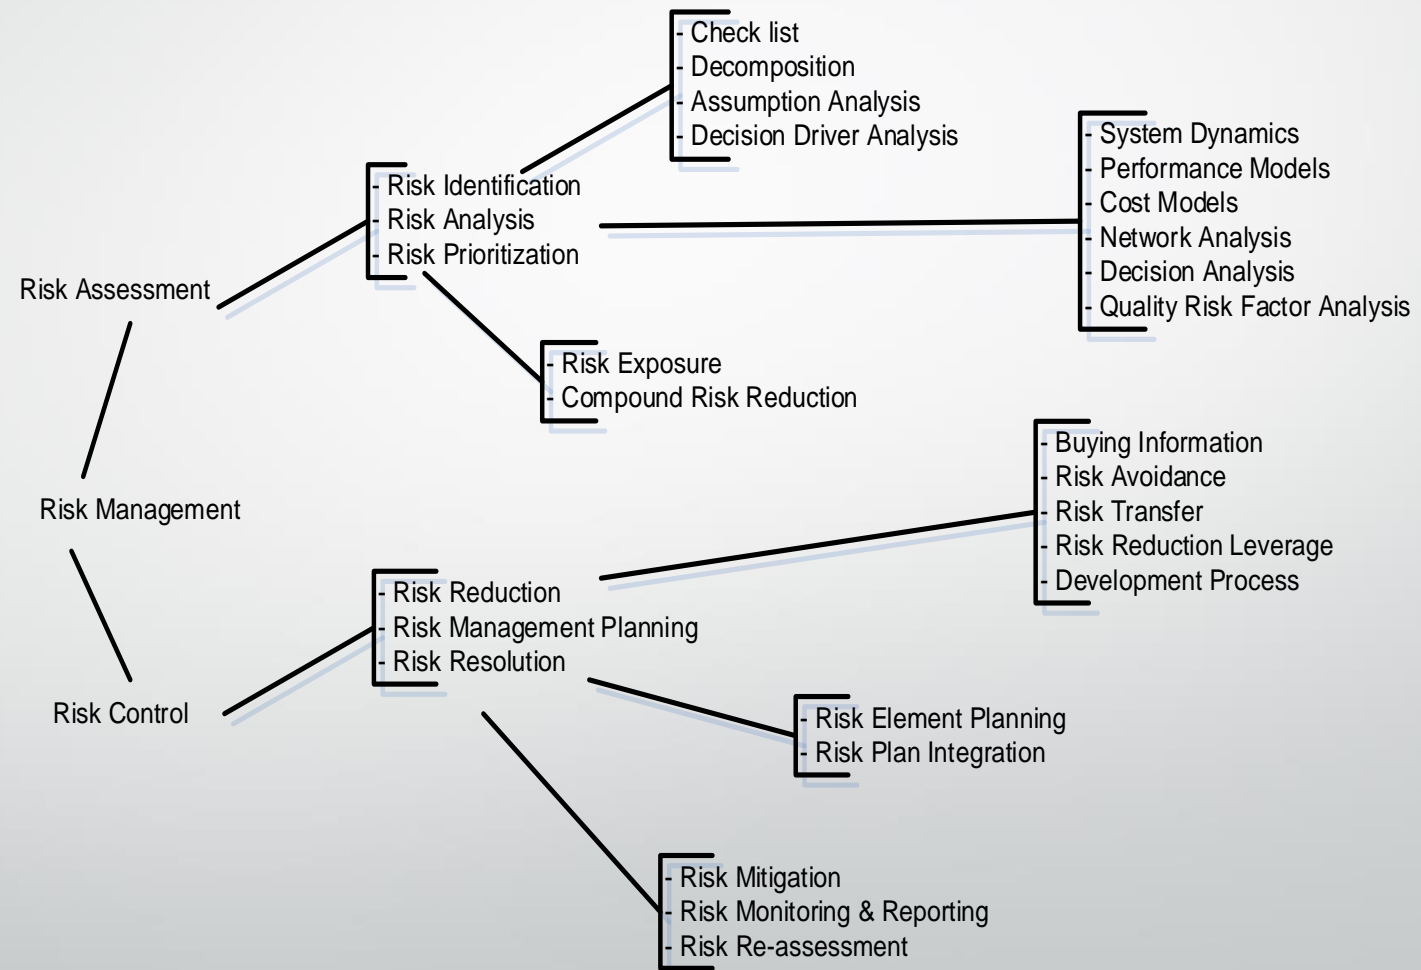 - Check list
- Decomposition
- Assumption Analysis
- Decision Driver Analysis
- System Dynamics
- Performance Models
- Cost Models
- Network Analysis
- Decision Analysis
- Quality Risk Factor Analysis
- Risk Identification
- Risk Analysis
- Risk Prioritization
Risk Assessment
- Risk Exposure
- Compound Risk Reduction
Risk Management
- Buying Information
- Risk Avoidance
- Risk Transfer
- Risk Reduction Leverage
- Development Process
- Risk Reduction
- Risk Management Planning
- Risk Resolution
Risk Control
- Risk Element Planning
- Risk Plan Integration
- Risk Mitigation
- Risk Monitoring & Reporting
- Risk Re-assessment